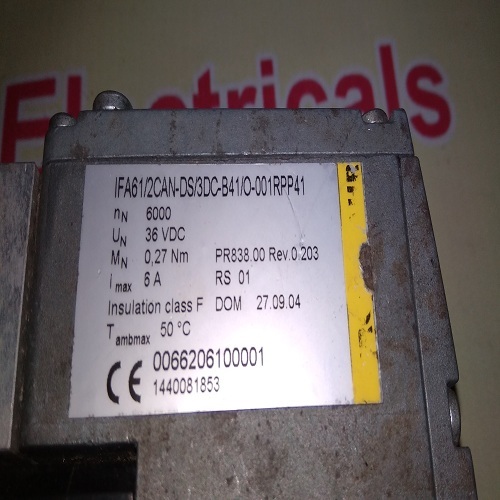 Electricals
IFA61/2CAN-DS/3DC-B41/O-001RPP41
nN 6000
UN 36 VDC
MN 0,27 Nm PR838.00 Rev.0 203
imax 6 A RS 01
Insulation class F DOM 27.09.04
Tambmax 50 °C
CE 0066206100001
1440081853